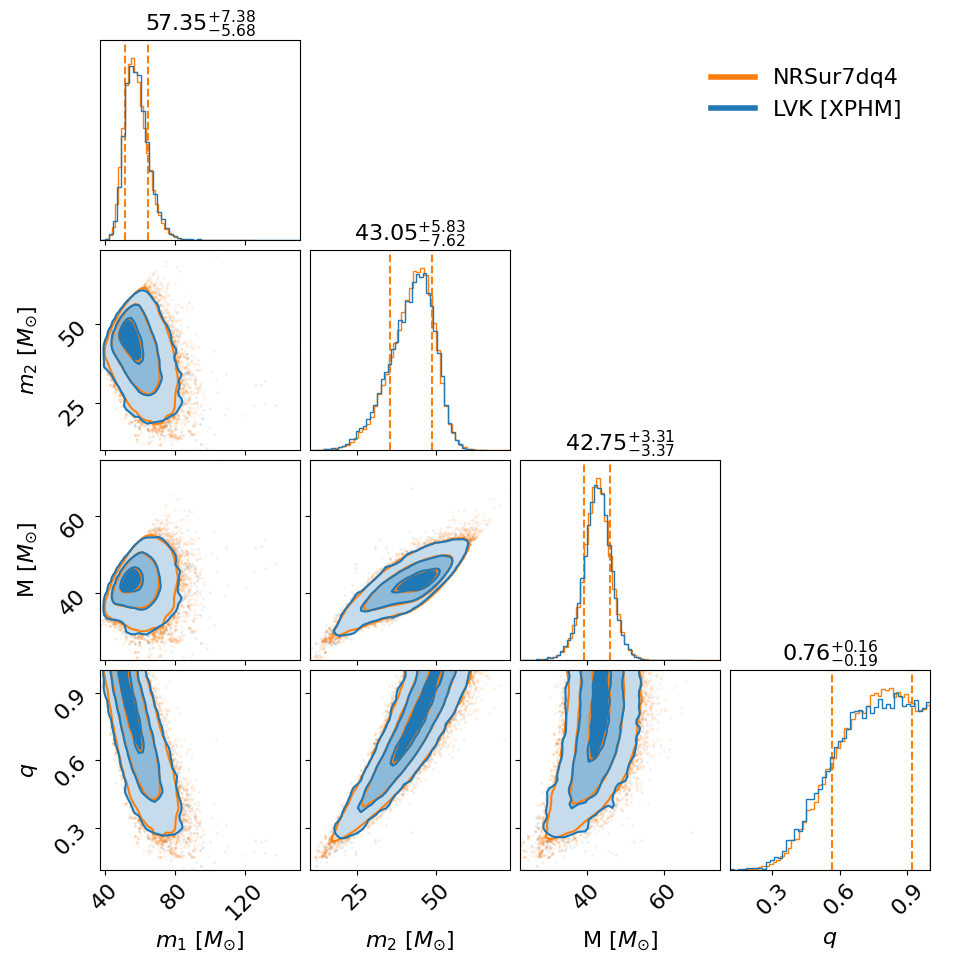 57.35^{+7.38}_{-5.68}
NRSur7dq4
LVK [XPHM]
43.05^{+5.83}_{-7.62}
50
25
m_2 [M_⊙]
42.75^{+3.31}_{-3.37}
60
40
M [M_⊙]
0.76^{+0.16}_{-0.19}
0.9
0.6
0.3
q
40 80 120
25 50
40 60
0.3 0.6 0.9
m_1 [M_⊙]
m_2 [M_⊙]
M [M_⊙]
q